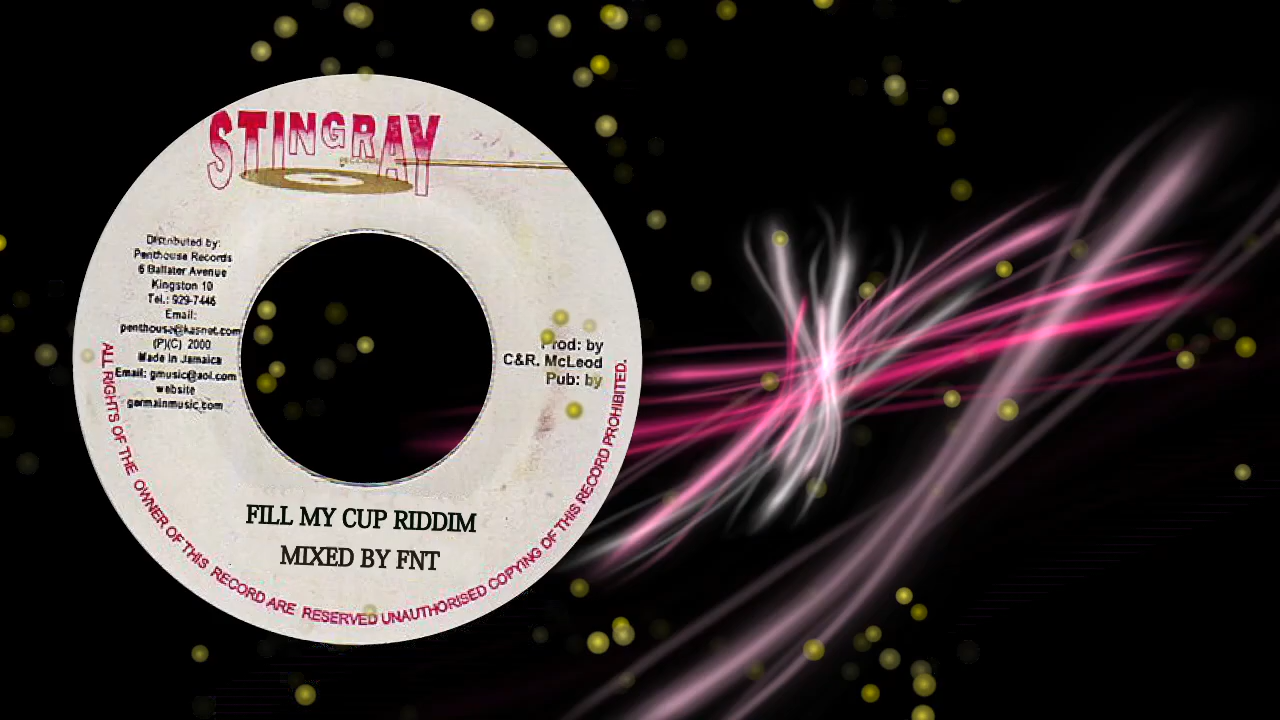 STINGRAY
RECORDS
Distributed by:
Penthouse Records
6 Ballater Avenue
Kingston 10
Tel.: 929-7446
Email:
penthouse@kasnet.com
(P)(C) 2000
Made in Jamaica
Email: gmusic@aol.com
website
germainmusic.com
Prod: by
C&R. McLeod
Pub: by
FILL MY CUP RIDDIM
MIXED BY FNT
ALL RIGHTS OF THE OWNER OF THIS RECORD ARE RESERVED UNAUTHORISED COPYING OF THIS RECORD PROHIBITED.